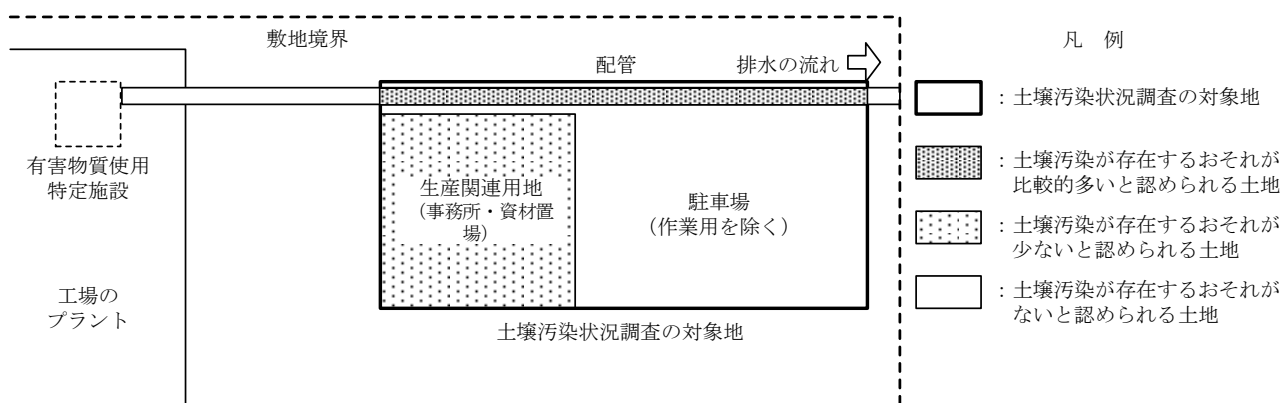 敷地境界
配管
排水の流れ
有害物質使用
特定施設
工場の
プラント
生産関連用地
（事務所・資材置
場）
駐車場
（作業用を除く）
土壌汚染状況調査の対象地
凡　例
：土壌汚染状況調査の対象地
：土壌汚染が存在するおそれが
比較的多いと認められる土地
：土壌汚染が存在するおそれが
少ないと認められる土地
：土壌汚染が存在するおそれが
ないと認められる土地